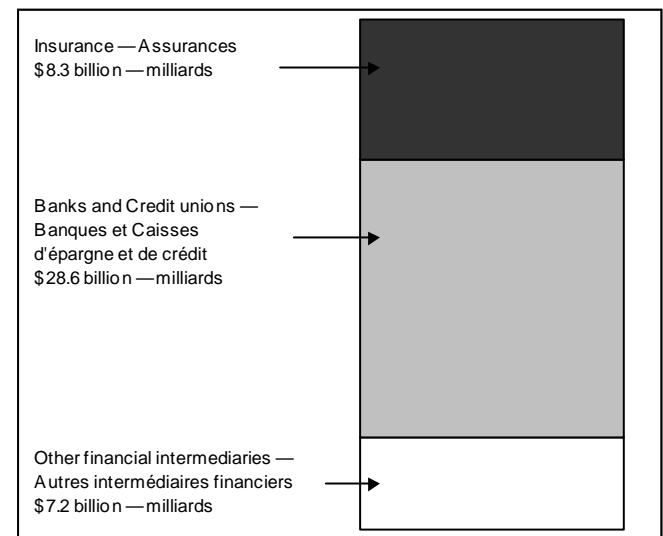 Insurance — Assurances
$8.3 billion — milliards
Banks and Credit unions —
Banques et Caisses
d'épargne et de crédit
$28.6 billion — milliards
Other financial intermediaries —
Autres intermédiaires financiers
$7.2 billion — milliards